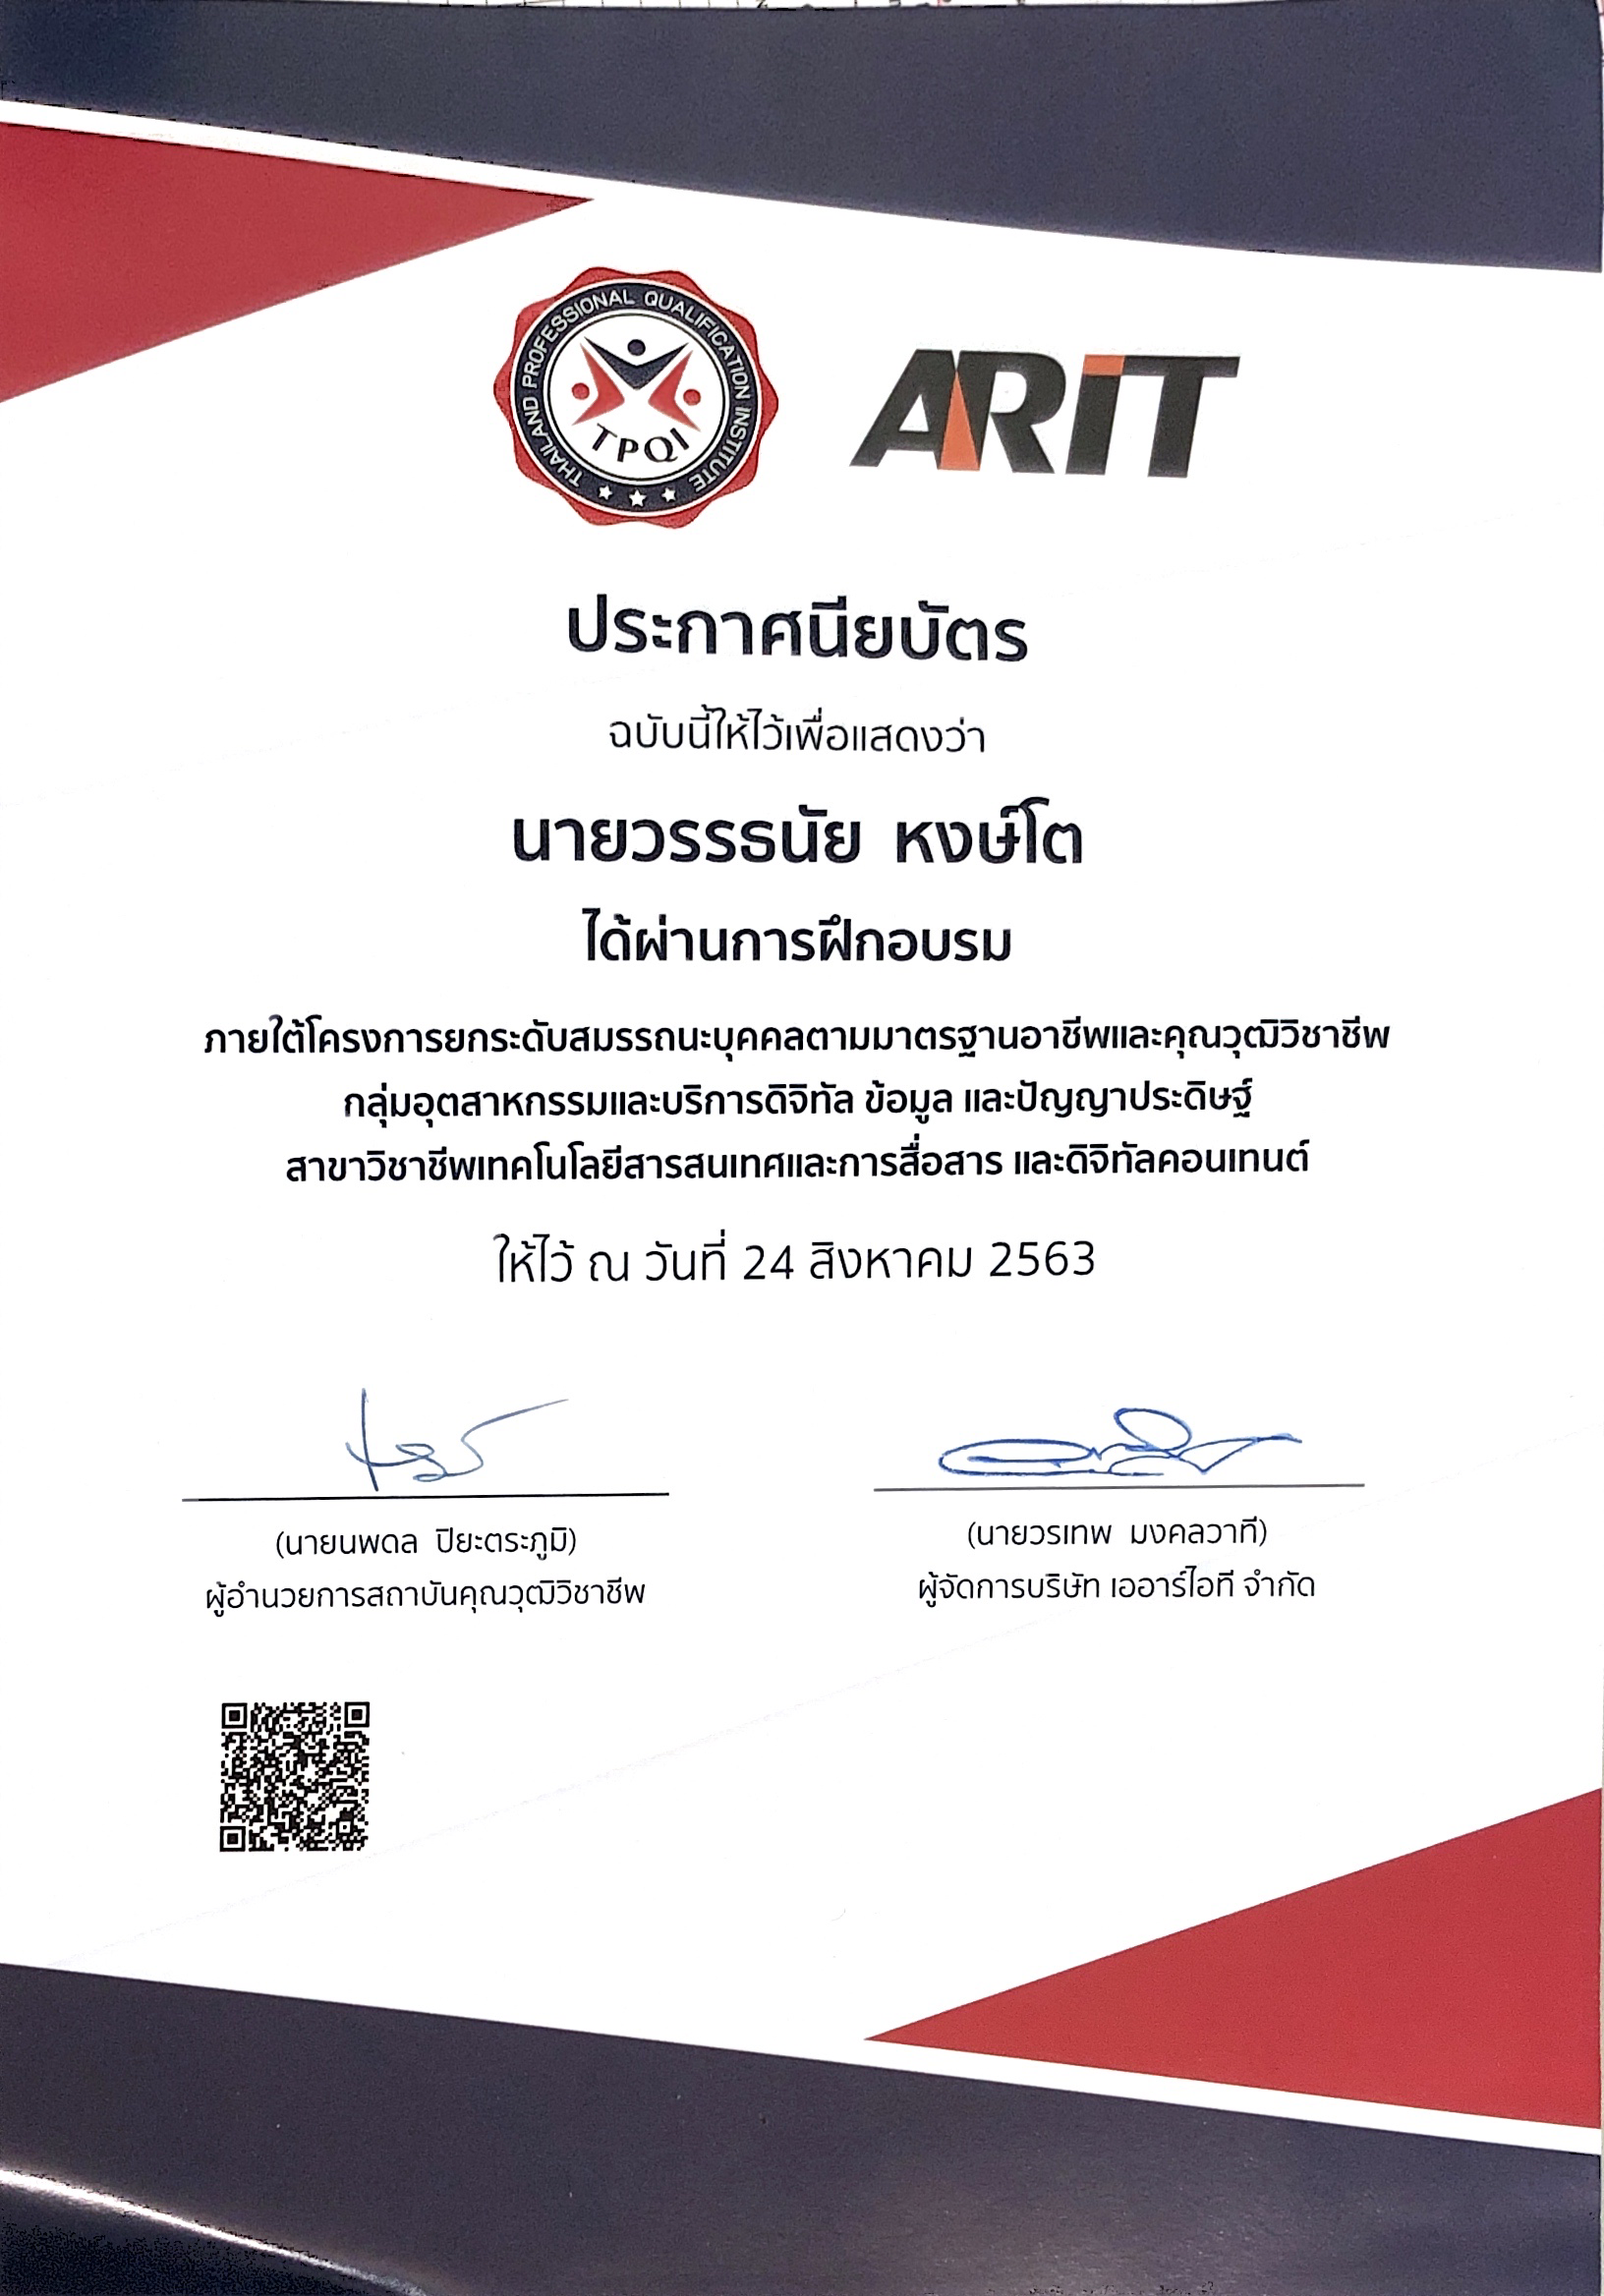 THAILAND PROFESSIONAL QUALIFICATION INSTITUTE
TPQI
ARiT
ประกาศนียบัตร
ฉบับนี้ให้ไว้เพื่อแสดงว่า
นายวรรธนัย หงษ์โต
ได้ผ่านการฝึกอบรม
ภายใต้โครงการยกระดับสมรรถนะบุคคลตามมาตรฐานอาชีพและคุณวุฒิวิชาชีพ
กลุ่มอุตสาหกรรมและบริการดิจิทัล ข้อมูล และปัญญาประดิษฐ์
สาขาวิชาชีพเทคโนโลยีสารสนเทศและการสื่อสาร และดิจิทัลคอนเทนต์
ให้ไว้ ณ วันที่ 24 สิงหาคม 2563
(นายนพดล ปิยะตระภูมิ)
ผู้อำนวยการสถาบันคุณวุฒิวิชาชีพ
(นายวรเทพ มงคลวาที)
ผู้จัดการบริษัท เออาร์ไอที จำกัด